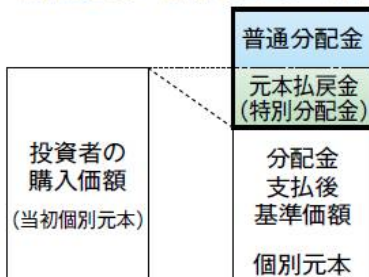 普通分配金
元本払戻金
(特別分配金)
投資者の
購入価額
(当初個別元本)
分配金
支払後
基準価額
個別元本